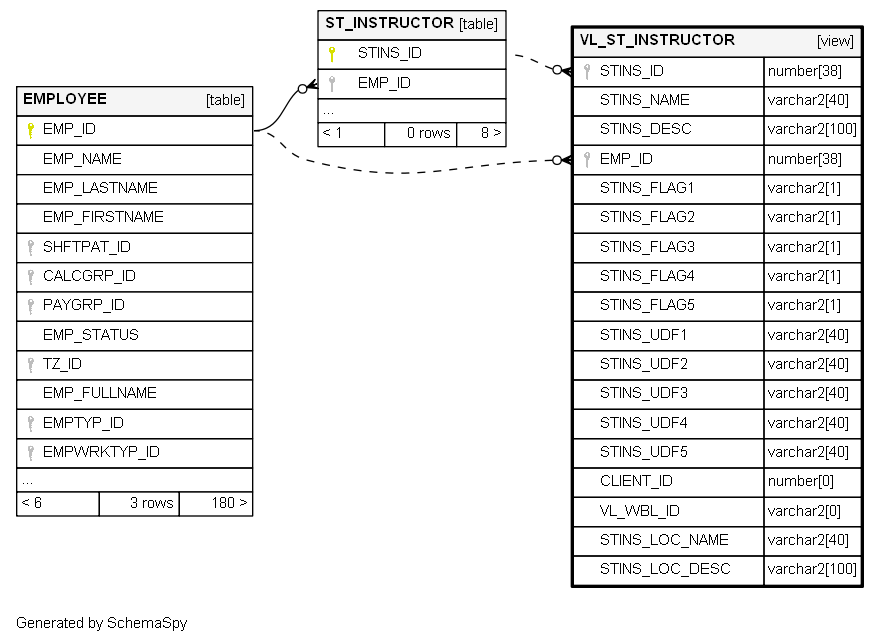 ST_INSTRUCTOR [table]
STINS_ID
EMP_ID
...
< 1 0 rows 8 >
EMPLOYEE [table]
EMP_ID
EMP_NAME
EMP_LASTNAME
EMP_FIRSTNAME
SHFTPAT_ID
CALCGRP_ID
PAYGRP_ID
EMP_STATUS
TZ_ID
EMP_FULLNAME
EMPTYP_ID
EMPWRKTYP_ID
...
< 6 3 rows 180 >
VL_ST_INSTRUCTOR [view]
STINS_ID number[38]
STINS_NAME varchar2[40]
STINS_DESC varchar2[100]
EMP_ID number[38]
STINS_FLAG1 varchar2[1]
STINS_FLAG2 varchar2[1]
STINS_FLAG3 varchar2[1]
STINS_FLAG4 varchar2[1]
STINS_FLAG5 varchar2[1]
STINS_UDF1 varchar2[40]
STINS_UDF2 varchar2[40]
STINS_UDF3 varchar2[40]
STINS_UDF4 varchar2[40]
STINS_UDF5 varchar2[40]
CLIENT_ID number[0]
VL_WBL_ID varchar2[0]
STINS_LOC_NAME varchar2[40]
STINS_LOC_DESC varchar2[100]
Generated by SchemaSpy